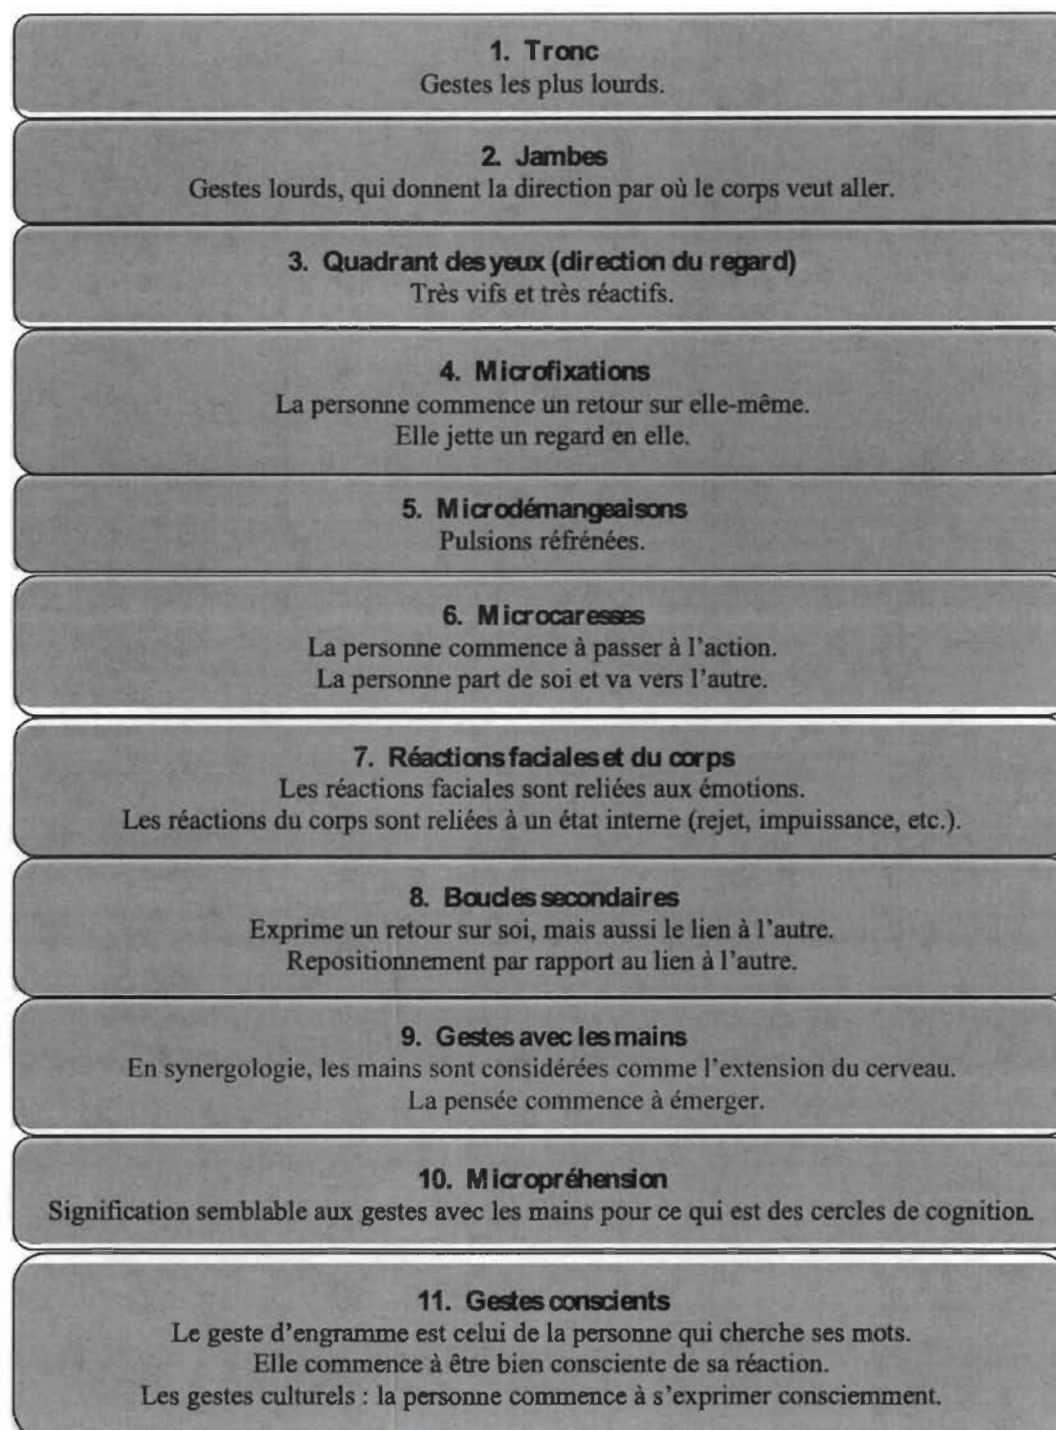 1. Tronc
Gestes les plus lourds.
2. Jambes
Gestes lourds, qui donnent la direction par où le corps veut aller.
3. Quadrant des yeux (direction du regard)
Très vifs et très réactifs.
4. Microfixations
La personne commence un retour sur elle-même.
Elle jette un regard en elle.
5. Microdémangeaisons
Pulsions réfrénées.
6. Microcaresses
La personne commence à passer à l'action.
La personne part de soi et va vers l'autre.
7. Réactions faciales et du corps
Les réactions faciales sont reliées aux émotions.
Les réactions du corps sont reliées à un état interne (rejet, impuissance, etc.).
8. Boucles secondaires
Exprime un retour sur soi, mais aussi le lien à l'autre.
Repositionnement par rapport au lien à l'autre.
9. Gestes avec les mains
En synergologie, les mains sont considérées comme l'extension du cerveau.
La pensée commence à émerger.
10. Micropréhension
Signification semblable aux gestes avec les mains pour ce qui est des cercles de cognition.
11. Gestes conscients
Le geste d'engramme est celui de la personne qui cherche ses mots.
Elle commence à être bien consciente de sa réaction.
Les gestes culturels : la personne commence à s'exprimer consciemment.